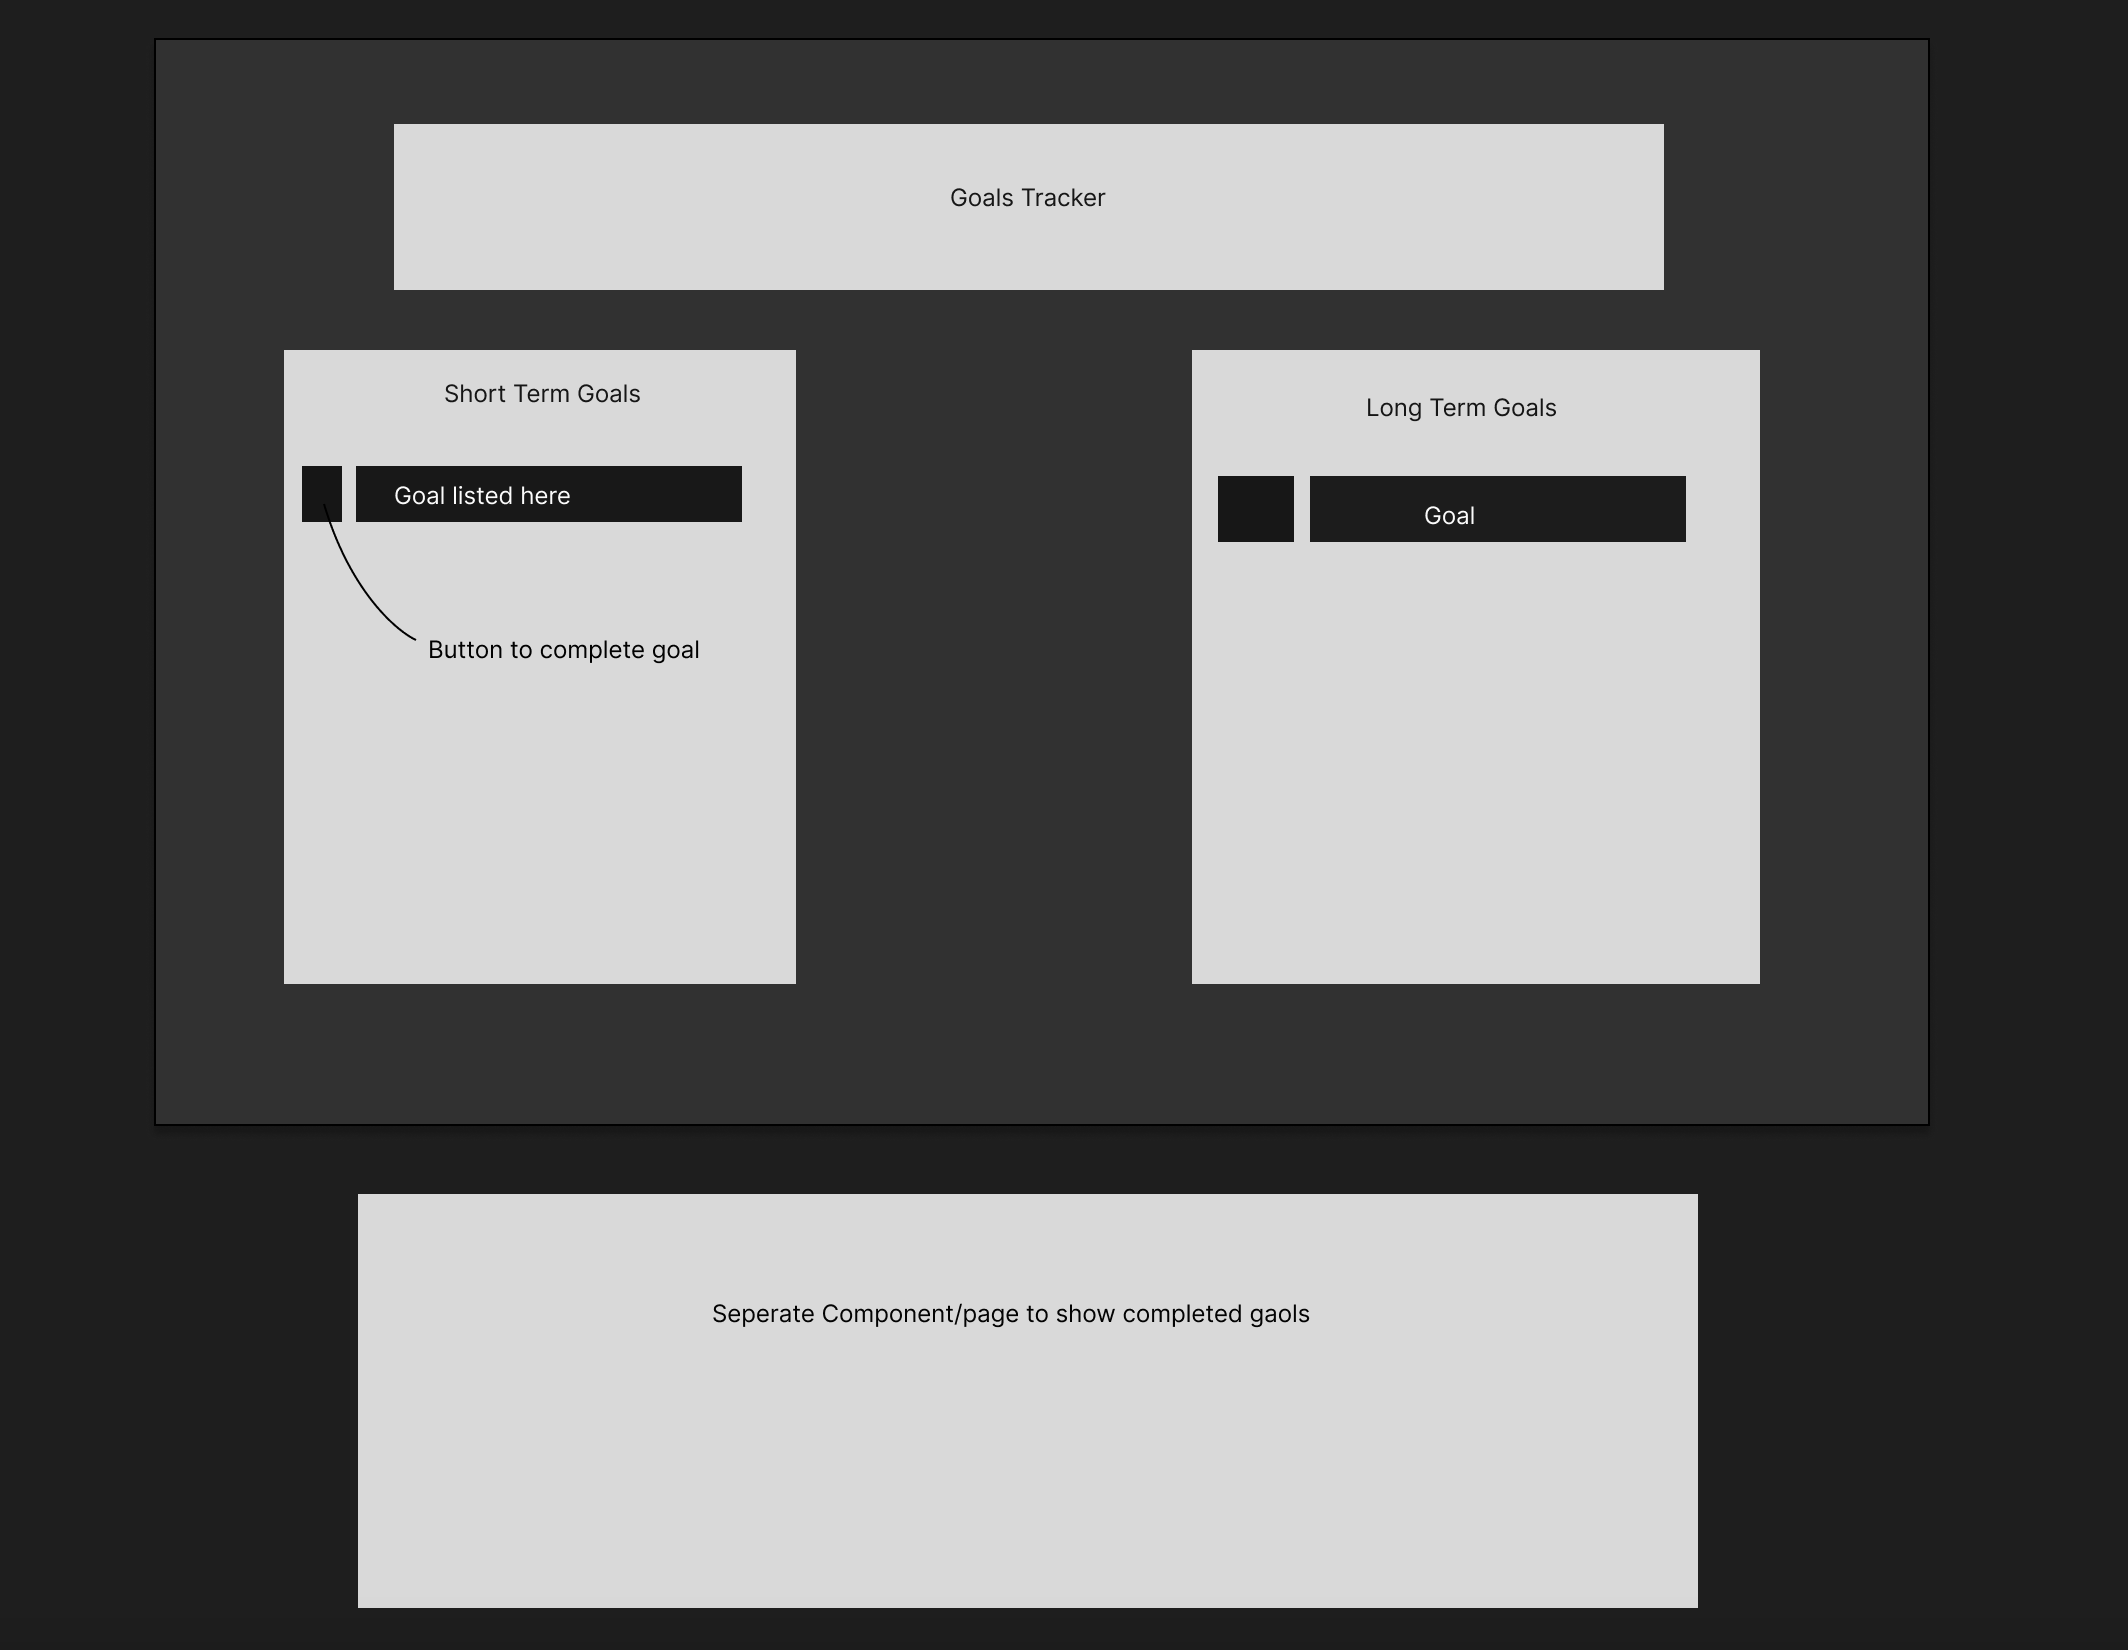 Goals Tracker
Short Term Goals
Goal listed here
Button to complete goal
Long Term Goals
Goal
Seperate Component/page to show completed gaols